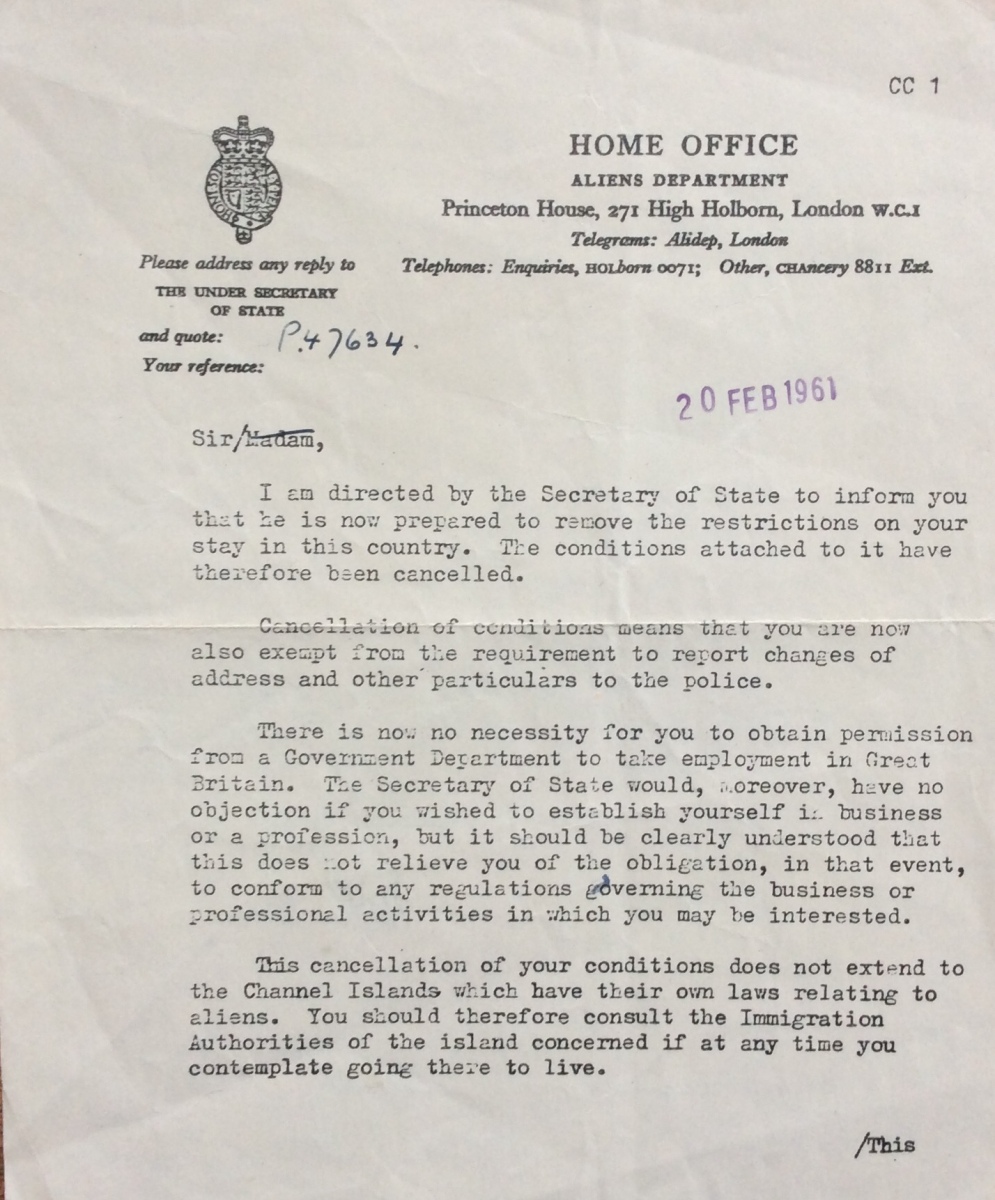 CC 1
HOME OFFICE
ALIENS DEPARTMENT
Princeton House, 271 High Holborn, London W.C.1
Telegrams: Alidep, London
Telephones: Enquiries, HOLborn 0071; Other, CHAncery 8811 Ext.
Please address any reply to
THE UNDER SECRETARY
OF STATE
and quote: P.47634.
Your reference:
20 FEB 1961
Sir/Madam,
I am directed by the Secretary of State to inform you
that he is now prepared to remove the restrictions on your
stay in this country. The conditions attached to it have
therefore been cancelled.
Cancellation of conditions means that you are now
also exempt from the requirement to report changes of
address and other particulars to the police.
There is now no necessity for you to obtain permission
from a Government Department to take employment in Great
Britain. The Secretary of State would, moreover, have no
objection if you wished to establish yourself in business
or a profession, but it should be clearly understood that
this does not relieve you of the obligation, in that event,
to conform to any regulations governing the business or
professional activities in which you may be interested.
This cancellation of your conditions does not extend to
the Channel Islands which have their own laws relating to
aliens. You should therefore consult the Immigration
Authorities of the island concerned if at any time you
contemplate going there to live.
/This